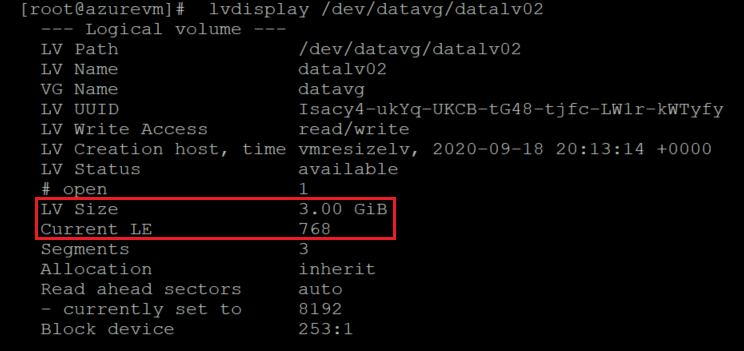 [root@azurevm]# lvdisplay /dev/datavg/datalv02
--- Logical volume ---
LV Path /dev/datavg/datalv02
LV Name datalv02
VG Name datavg
LV UUID Isacy4-ukYq-UKCB-tG48-tjfc-LW1r-kWTyfy
LV Write Access read/write
LV Creation host, time vmresizelv, 2020-09-18 20:13:14 +0000
LV Status available
# open 1
LV Size 3.00 GiB
Current LE 768
Segments 3
Allocation inherit
Read ahead sectors auto
- currently set to 8192
Block device 253:1